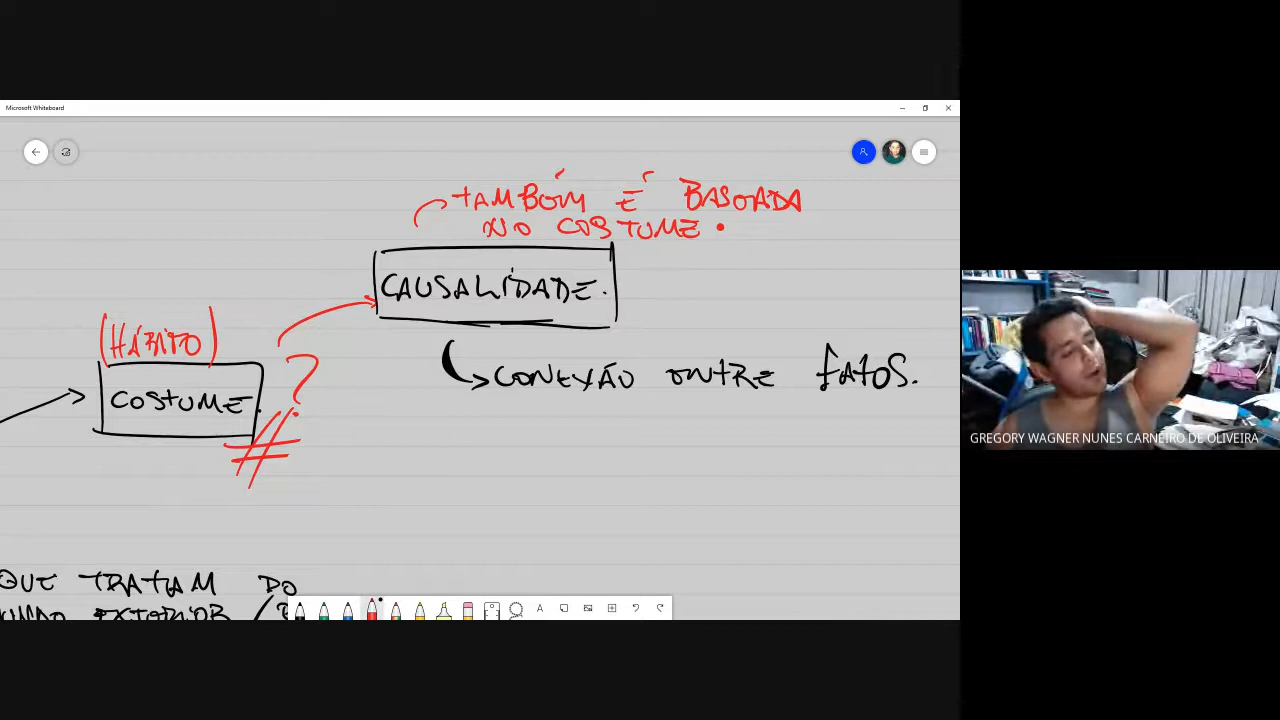 Microsoft Whiteboard
TAMBÉM É BASEADA
NO COSTUME.
CAUSALIDADE.
(HÁBITO)
COSTUME.
?
CONEXÃO ENTRE FATOS.
GREGORY WAGNER NUNES CARNEIRO DE OLIVEIRA
QUE TRATAM DO
EXTERIOR
A